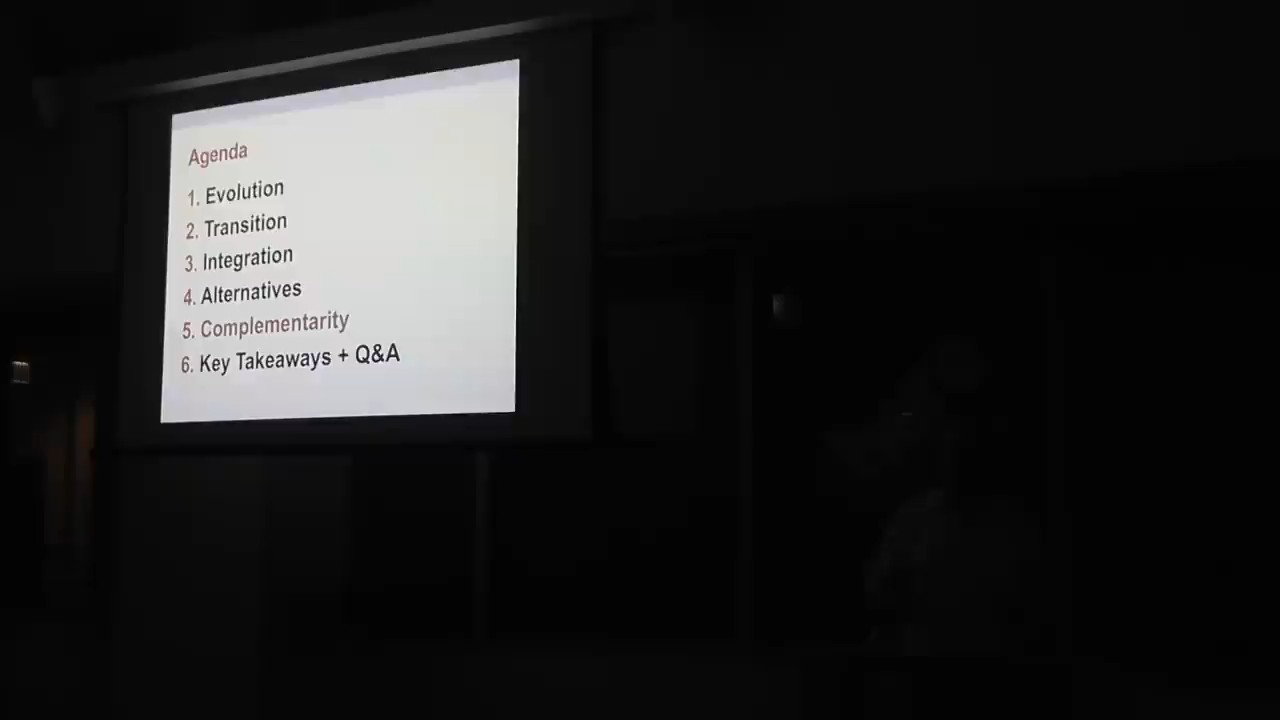 Agenda
1. Evolution
2. Transition
3. Integration
4. Alternatives
5. Complementarity
6. Key Takeaways + Q&A